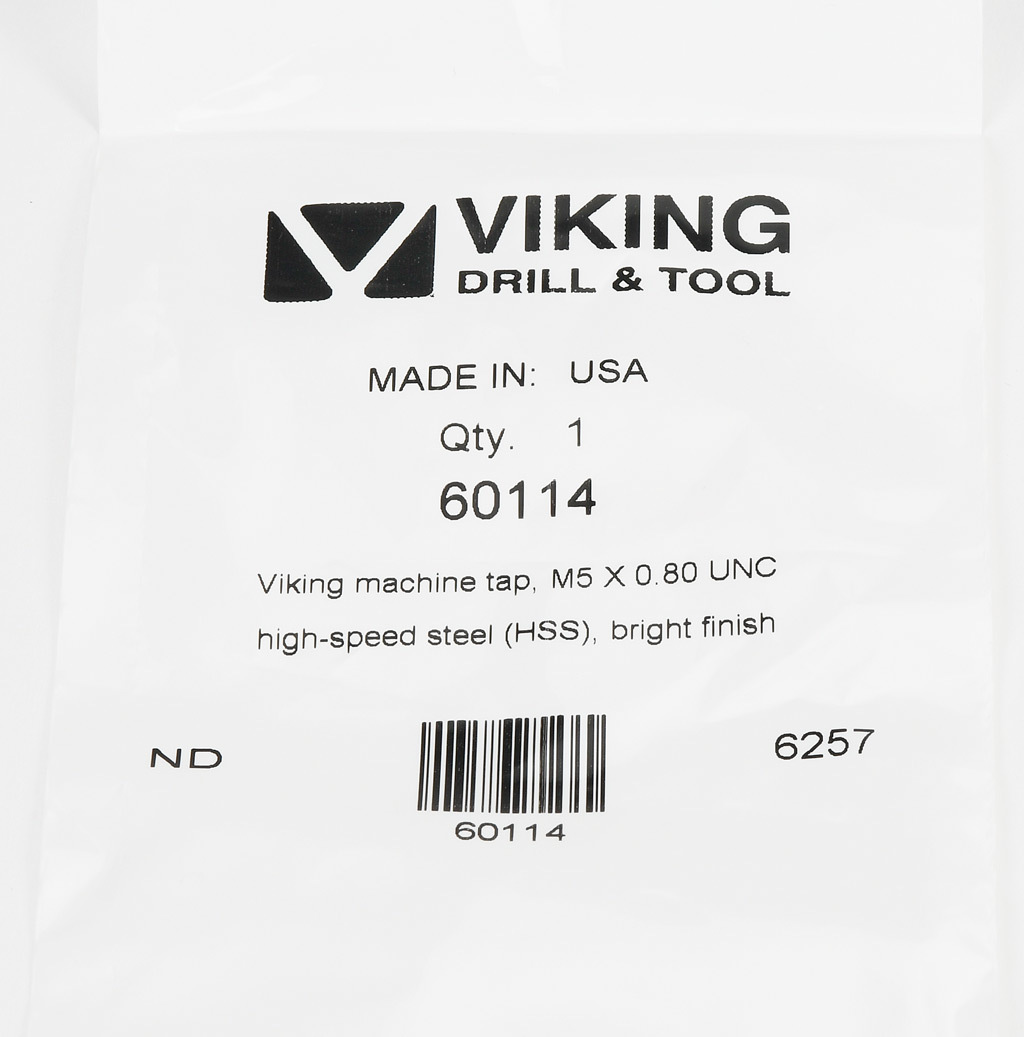 VIKING
DRILL & TOOL
MADE IN: USA
Qty. 1
60114
Viking machine tap, M5 X 0.80 UNC
high-speed steel (HSS), bright finish
ND
6257
60114